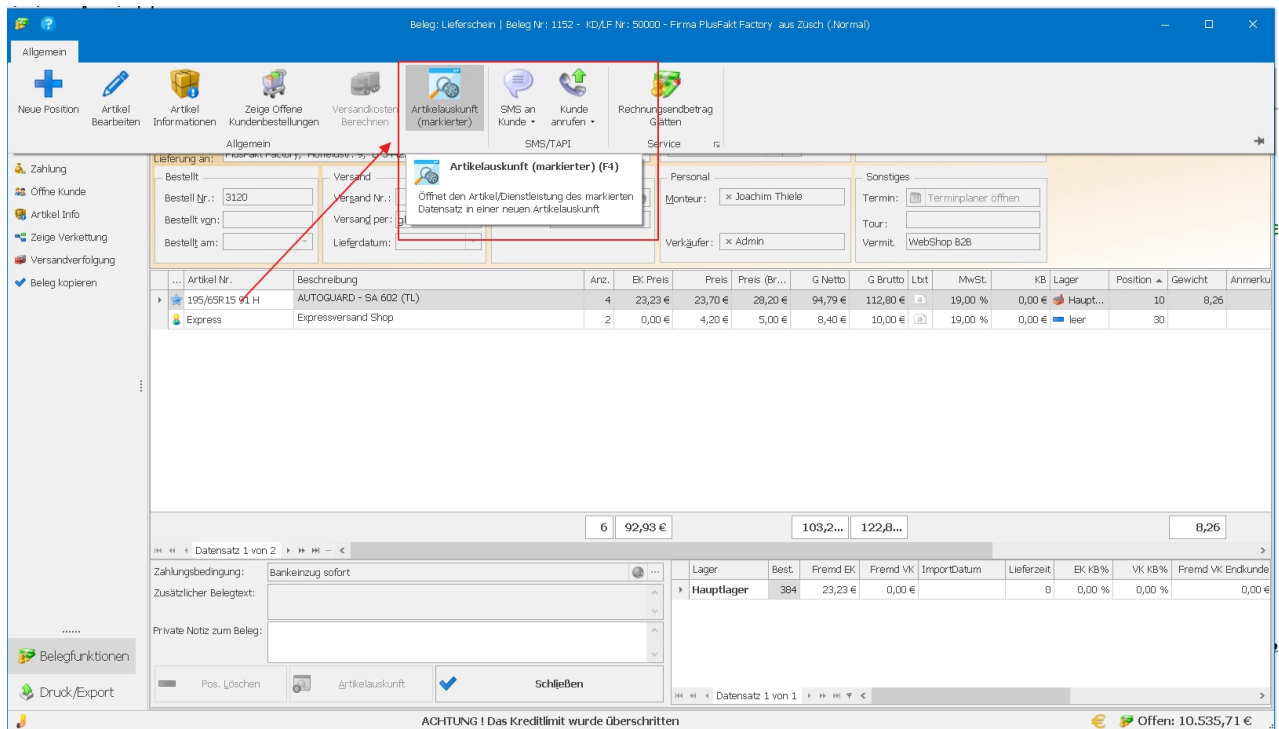 Beleg: Lieferschein | Beleg Nr: 1152 - KD/LF Nr: 50000 - Firma PlusFakt Factory aus Züsch (.Normal)
Allgemein
Neue Position
Artikel Bearbeiten
Artikel Informationen
Zeige Offene Kundenbestellungen
Versandkosten Berechnen
Artikelauskunft (markierter)
SMS an Kunde
Kunde anrufen
Rechnungsendbetrag Glätten
Allgemein
SMS/TAPI
Service
Artikelauskunft (markierter) (F4)
Öffnet den Artikel/Dienstleistung des markierten
Datensatz in einer neuen Artikelauskunft
Zahlung
Öffne Kunde
Artikel Info
Zeige Verkettung
Versandverfolgung
Beleg kopieren
Lieferung an:
Bestellt
Bestell Nr.: 3120
Bestellt von:
Bestellt am:
Versand
Versand Nr.:
Versand per:
Lieferdatum:
Personal
Monteur: × Joachim Thiele
Verkäufer: × Admin
Sonstiges
Termin: Terminplaner öffnen
Tour:
Vermit. WebShop B2B
... Artikel Nr. Beschreibung Anz. EK Preis Preis Preis (Br... G Netto G Brutto Ltxt MwSt. KB Lager Position Gewicht Anmerku
195/65R15 91 H AUTOGUARD - SA 602 (TL) 4 23,23 € 23,70 € 28,20 € 94,79 € 112,80 € a 19,00 % 0,00 € Haupt... 10 8,26
Express Expressversand Shop 2 0,00 € 4,20 € 5,00 € 8,40 € 10,00 € a 19,00 % 0,00 € leer 30
6 92,93 € 103,2... 122,8... 8,26
Datensatz 1 von 2
Zahlungsbedingung: Bankeinzug sofort
Zusätzlicher Belegtext:
Private Notiz zum Beleg:
Pos. Löschen
Artikelauskunft
Schließen
Lager Best. Fremd EK Fremd VK ImportDatum Lieferzeit EK KB% VK KB% Fremd VK Endkunde
Hauptlager 384 23,23 € 0,00 € 0 0,00 % 0,00 % 0,00 €
Datensatz 1 von 1
Belegfunktionen
Druck/Export
ACHTUNG ! Das Kreditlimit wurde überschritten
Offen: 10.535,71 €